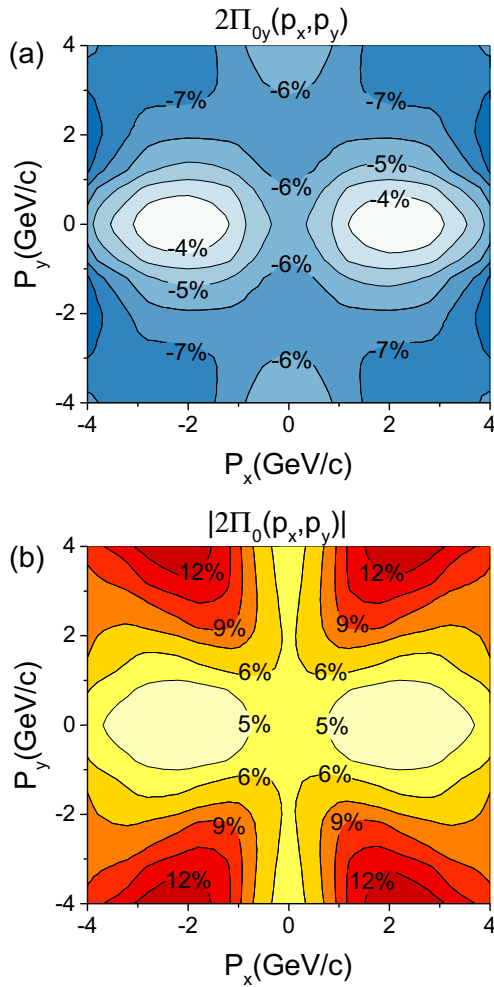 (a)
2Π0y(px,py)
4
2
0
-2
-4
Py(GeV/c)
-6%
-7% -7%
-5%
-6%
-4% -4%
-6%
-5%
-7% -6% -7%
-4 -2 0 2 4
Px(GeV/c)
(b)
|2Π0(px,py)|
4
2
0
-2
-4
Py(GeV/c)
12% 12%
9% 9%
6% 6%
5% 5%
6% 6%
9% 9%
12% 12%
-4 -2 0 2 4
Px(GeV/c)